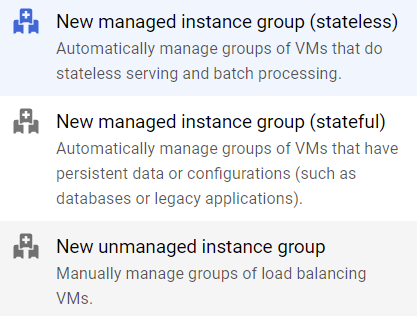 New managed instance group (stateless)
Automatically manage groups of VMs that do
stateless serving and batch processing.
New managed instance group (stateful)
Automatically manage groups of VMs that have
persistent data or configurations (such as
databases or legacy applications).
New unmanaged instance group
Manually manage groups of load balancing
VMs.